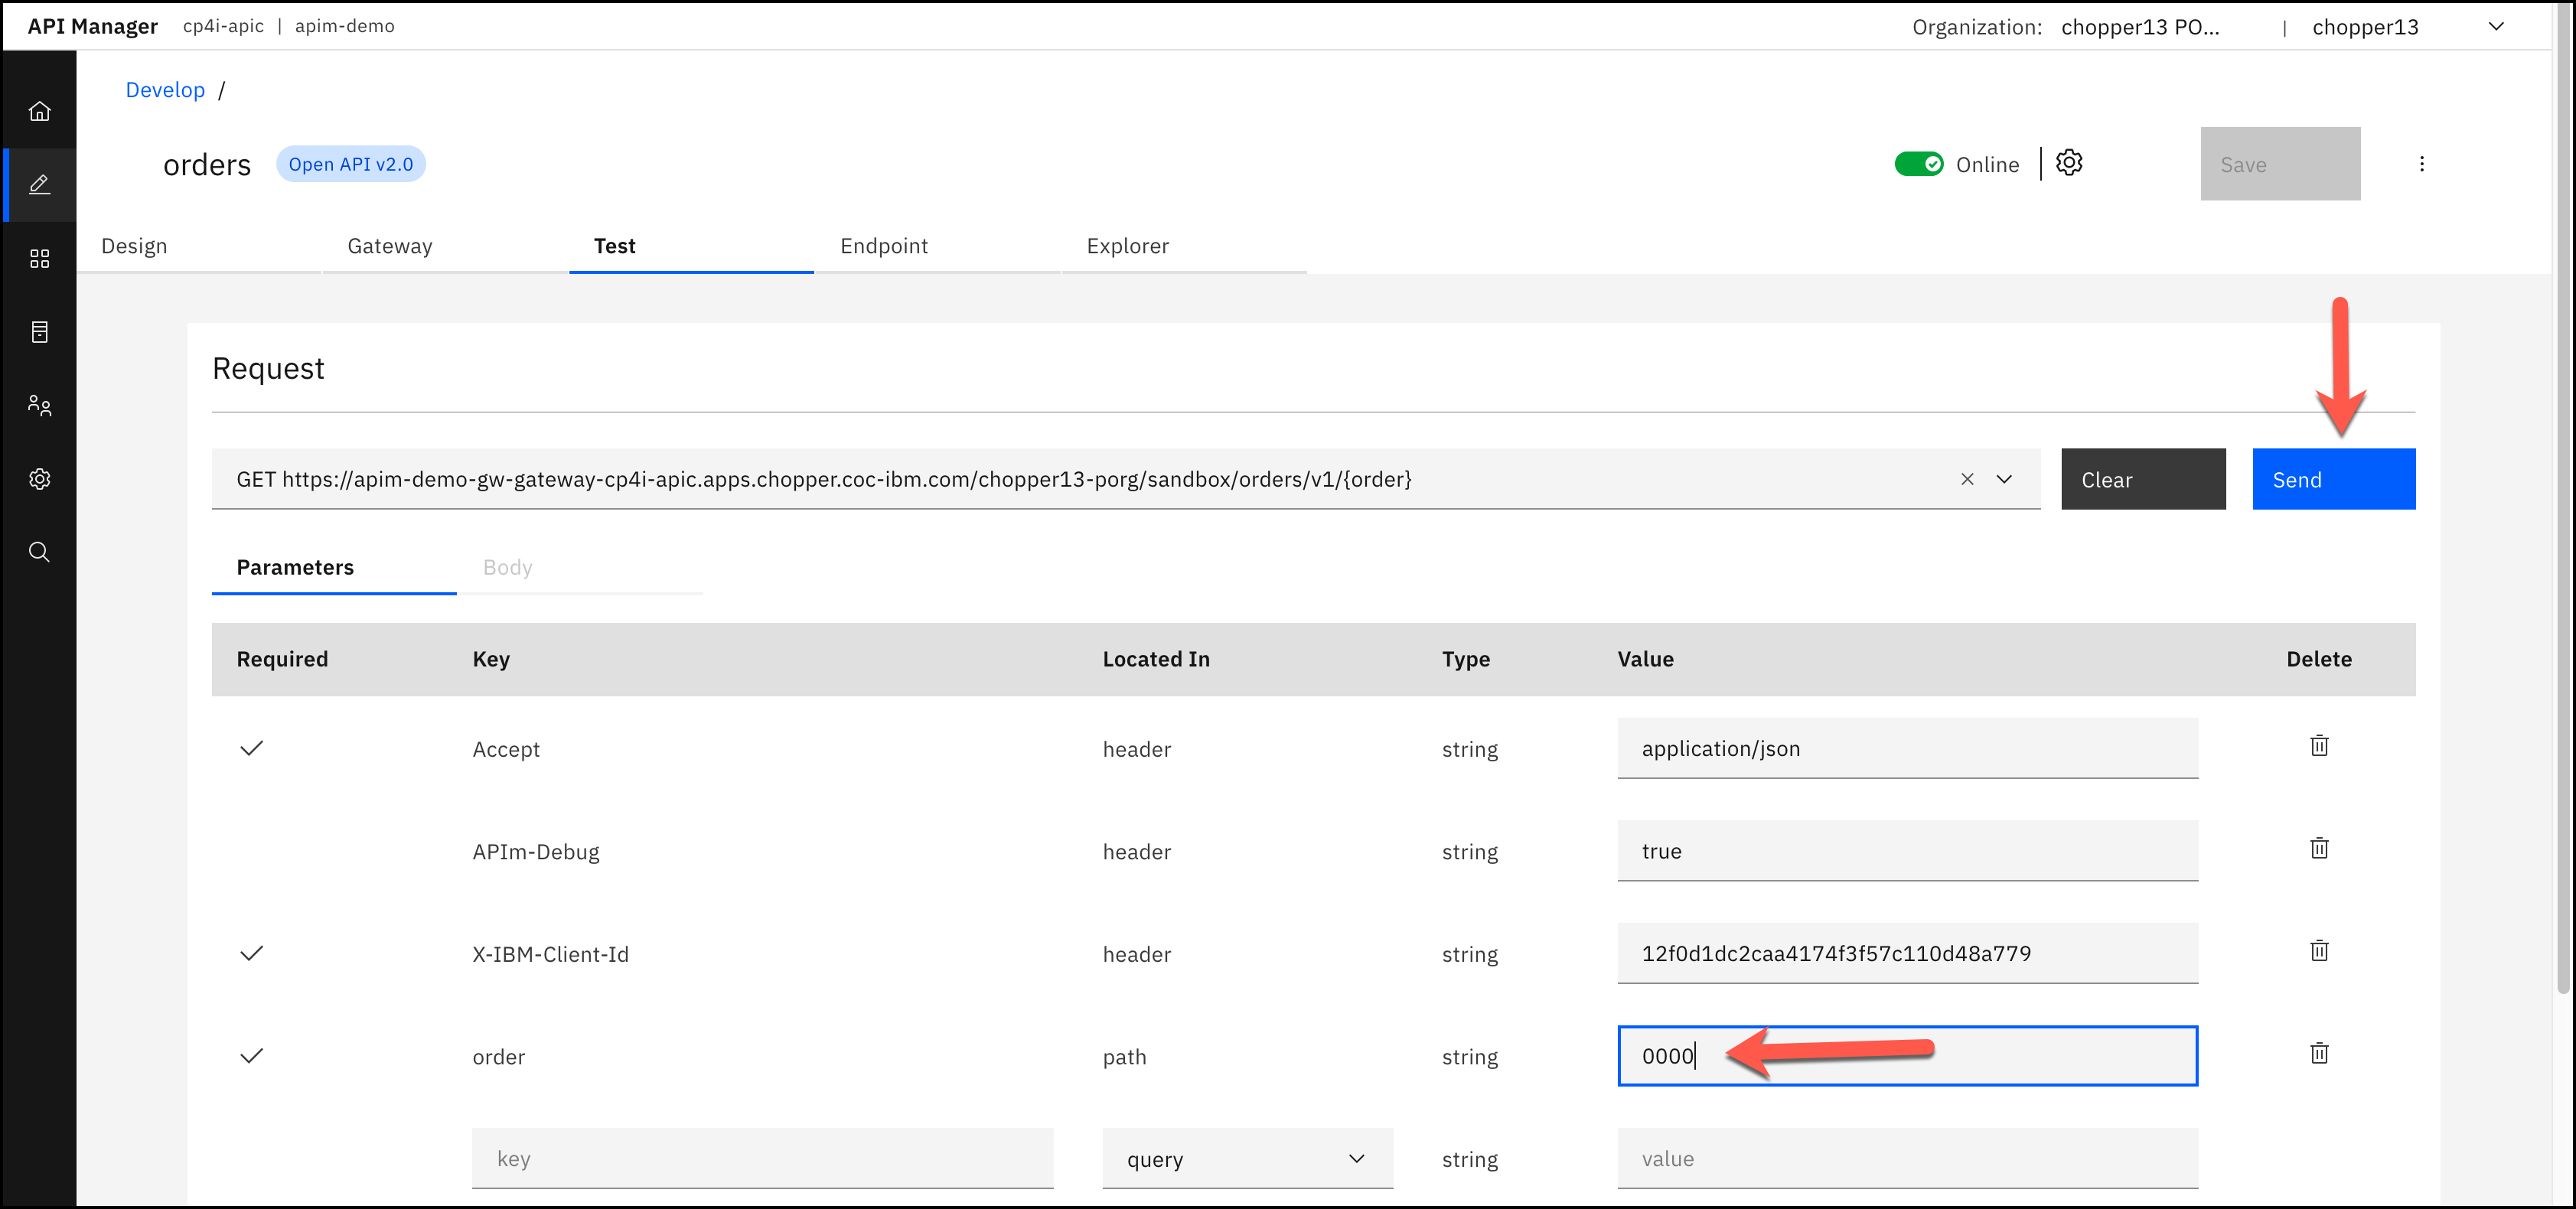 API Manager cp4i-apic | apim-demo Organization: chopper13 PO... | chopper13
Develop /
orders Open API v2.0 Online Save
Design Gateway Test Endpoint Explorer
Request
GET https://apim-demo-gw-gateway-cp4i-apic.apps.chopper.coc-ibm.com/chopper13-porg/sandbox/orders/v1/{order} Clear Send
Parameters Body
Required Key Located In Type Value Delete
Accept header string application/json
APIm-Debug header string true
X-IBM-Client-Id header string 12f0d1dc2caa4174f3f57c110d48a779
order path string 0000
key query string value